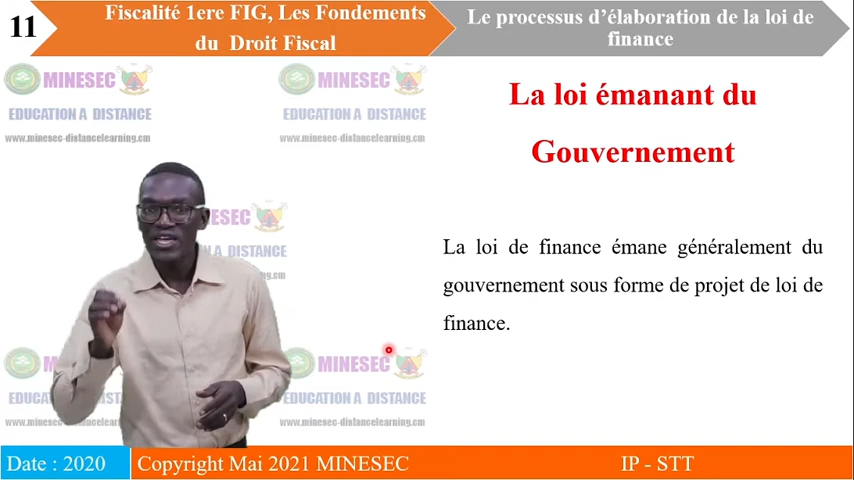 11
Fiscalité 1ere FIG, Les Fondements
du Droit Fiscal
Le processus d’élaboration de la loi de
finance
MINESEC
EDUCATION A DISTANCE
www.minesec-distancelearning.cm
MINESEC
EDUCATION A DISTANCE
www.minesec-distancelearning.cm
La loi émanant du
Gouvernement
La loi de finance émane généralement du
gouvernement sous forme de projet de loi de
finance.
MINESEC
EDUCATION A DISTANCE
www.minesec-distancelearning.cm
Date : 2020
Copyright Mai 2021 MINESEC
IP - STT